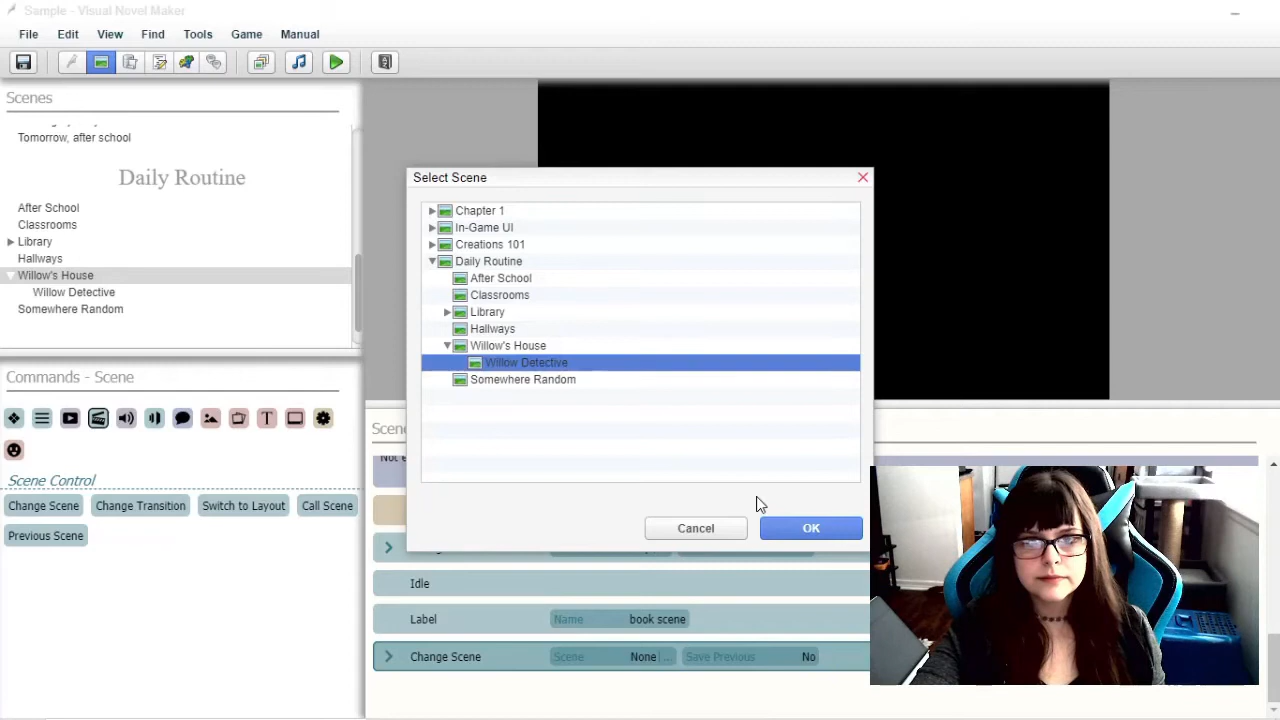 Sample - Visual Novel Maker
File Edit View Find Tools Game Manual
Scenes
Tomorrow, after school
Daily Routine
After School
Classrooms
Library
Hallways
Willow's House
Willow Detective
Somewhere Random
Commands - Scene
Scene Control
Change Scene Change Transition Switch to Layout Call Scene
Previous Scene
Select Scene
Chapter 1
In-Game UI
Creations 101
Daily Routine
After School
Classrooms
Library
Hallways
Willow's House
Willow Detective
Somewhere Random
Cancel OK
Idle
Label Name book scene
Change Scene Scene None ... Save Previous No